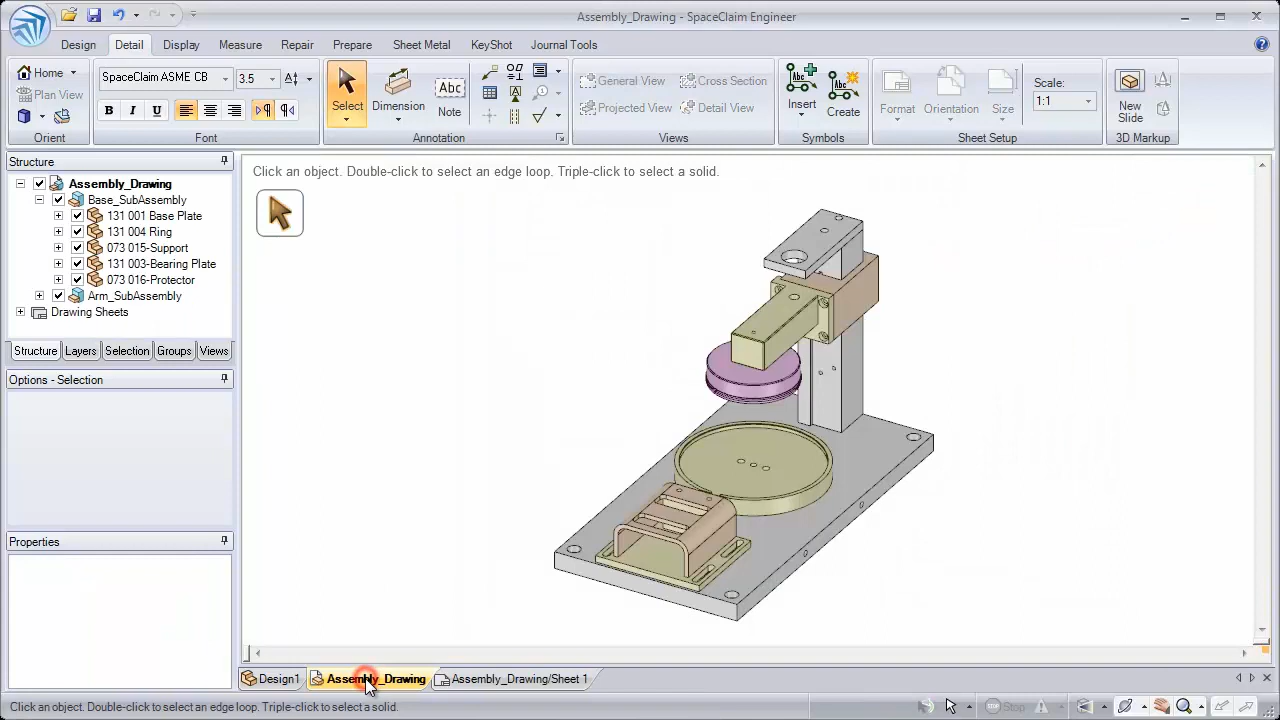 Assembly_Drawing - SpaceClaim Engineer
Design Detail Display Measure Repair Prepare Sheet Metal KeyShot Journal Tools
Home
Plan View
Orient
SpaceClaim ASME CB 3.5
B I U
Font
Select
Dimension
Abc
Note
Annotation
General View
Cross Section
Projected View
Detail View
Views
Insert
Create
Symbols
Format
Orientation
Size
Scale:
1:1
Sheet Setup
New
Slide
3D Markup
Structure
Assembly_Drawing
Base_SubAssembly
131 001 Base Plate
131 004 Ring
073 015-Support
131 003-Bearing Plate
073 016-Protector
Arm_SubAssembly
Drawing Sheets
Structure Layers Selection Groups Views
Options - Selection
Properties
Click an object. Double-click to select an edge loop. Triple-click to select a solid.
Design1 Assembly_Drawing Assembly_Drawing/Sheet 1
Click an object. Double-click to select an edge loop. Triple-click to select a solid.
Stop